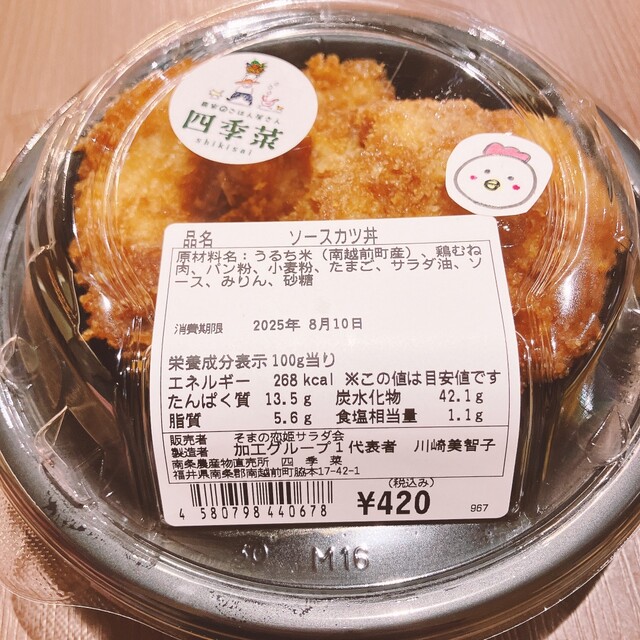 農家のごはん屋さん
四季菜
shikisai
品名 ソースカツ丼
原材料名：うるち米（南越前町産）、鶏むね
肉、パン粉、小麦粉、たまご、サラダ油、ソ
ース、みりん、砂糖
消費期限 2025年 8月10日
栄養成分表示100g当り
エネルギー 268kcal ※この値は目安値です
たんぱく質 13.5g 炭水化物 42.1g
脂質 5.6g 食塩相当量 1.1g
販売者 そまの恋姫サラダ会
製造者 加工グループ1代表者 川崎美智子
南条農産物直売所 四季菜
福井県南条郡南越前町脇本17-42-1
(税込み)
4 580798 440678 ¥420 967
M16